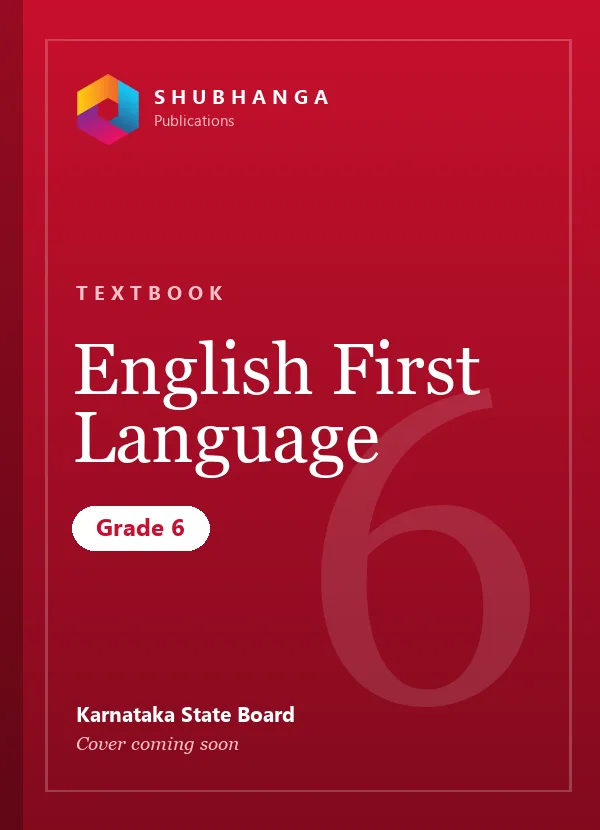 SHUBHANGA
Publications
TEXTBOOK
English First
Language
Grade 6
6
Karnataka State Board
Cover coming soon